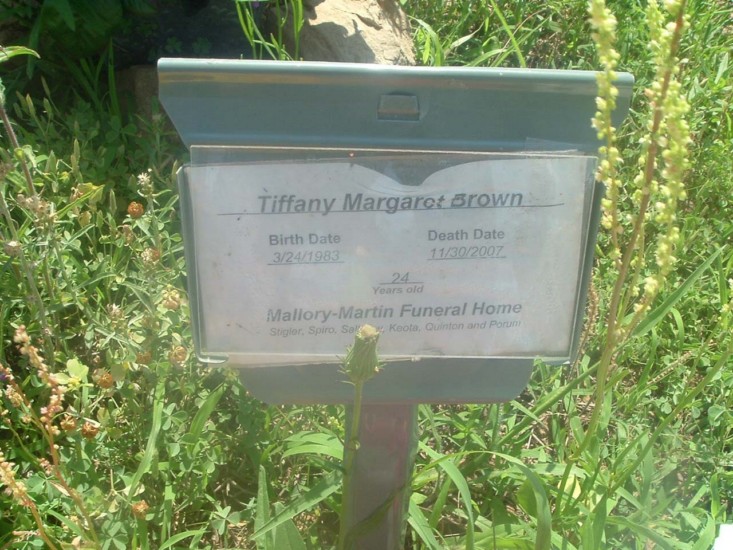 Tiffany Margaret Brown
Birth Date Death Date
3/24/1983 11/30/2007
24
Years old
Mallory-Martin Funeral Home
Stigler, Spiro, Keota, Quinton and Porum